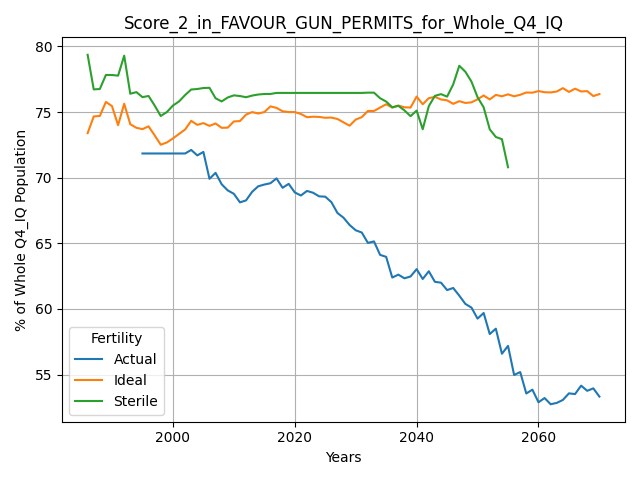 Score_2_in_FAVOUR_GUN_PERMITS_for_Whole_Q4_IQ
% of Whole Q4_IQ Population
80
75
70
65
60
55
Fertility
Actual
Ideal
Sterile
2000
2020
2040
2060
Years